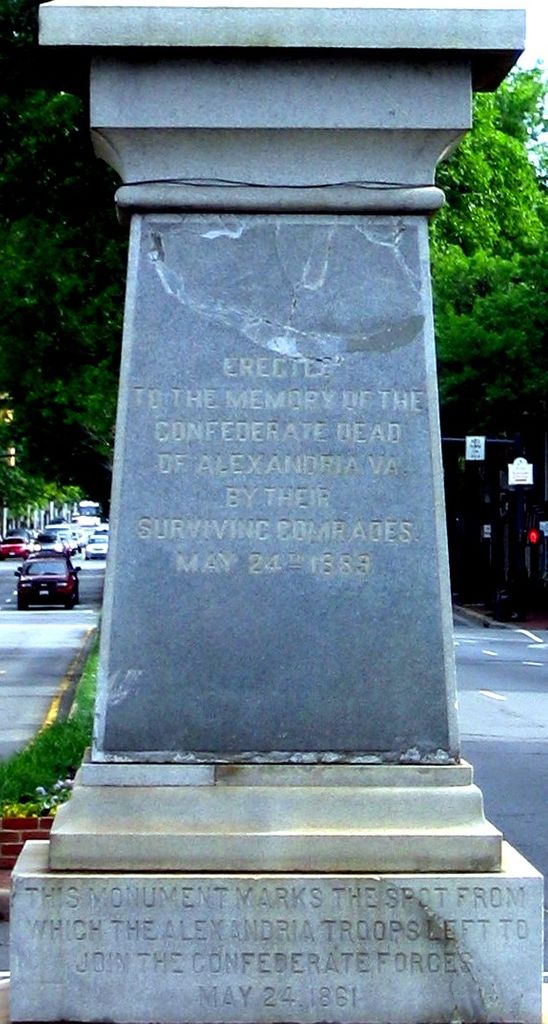 ERECTED
TO THE MEMORY OF THE
CONFEDERATE DEAD
OF ALEXANDRIA VA.
BY THEIR
SURVIVING COMRADES.
MAY 24TH 1889.
THIS MONUMENT MARKS THE SPOT FROM
WHICH THE ALEXANDRIA TROOPS LEFT TO
JOIN THE CONFEDERATE FORCES.
MAY 24, 1861